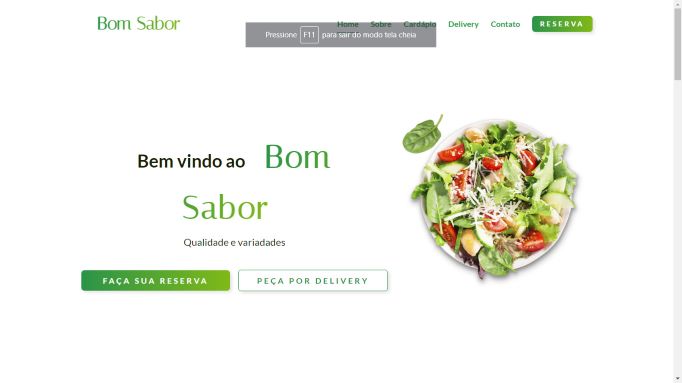 Bom Sabor
Home Sobre Cardápio Delivery Contato RESERVA
Pressione F11 para sair do modo tela cheia
Bem vindo ao Bom
Sabor
Qualidade e variadades
FAÇA SUA RESERVA
PEÇA POR DELIVERY